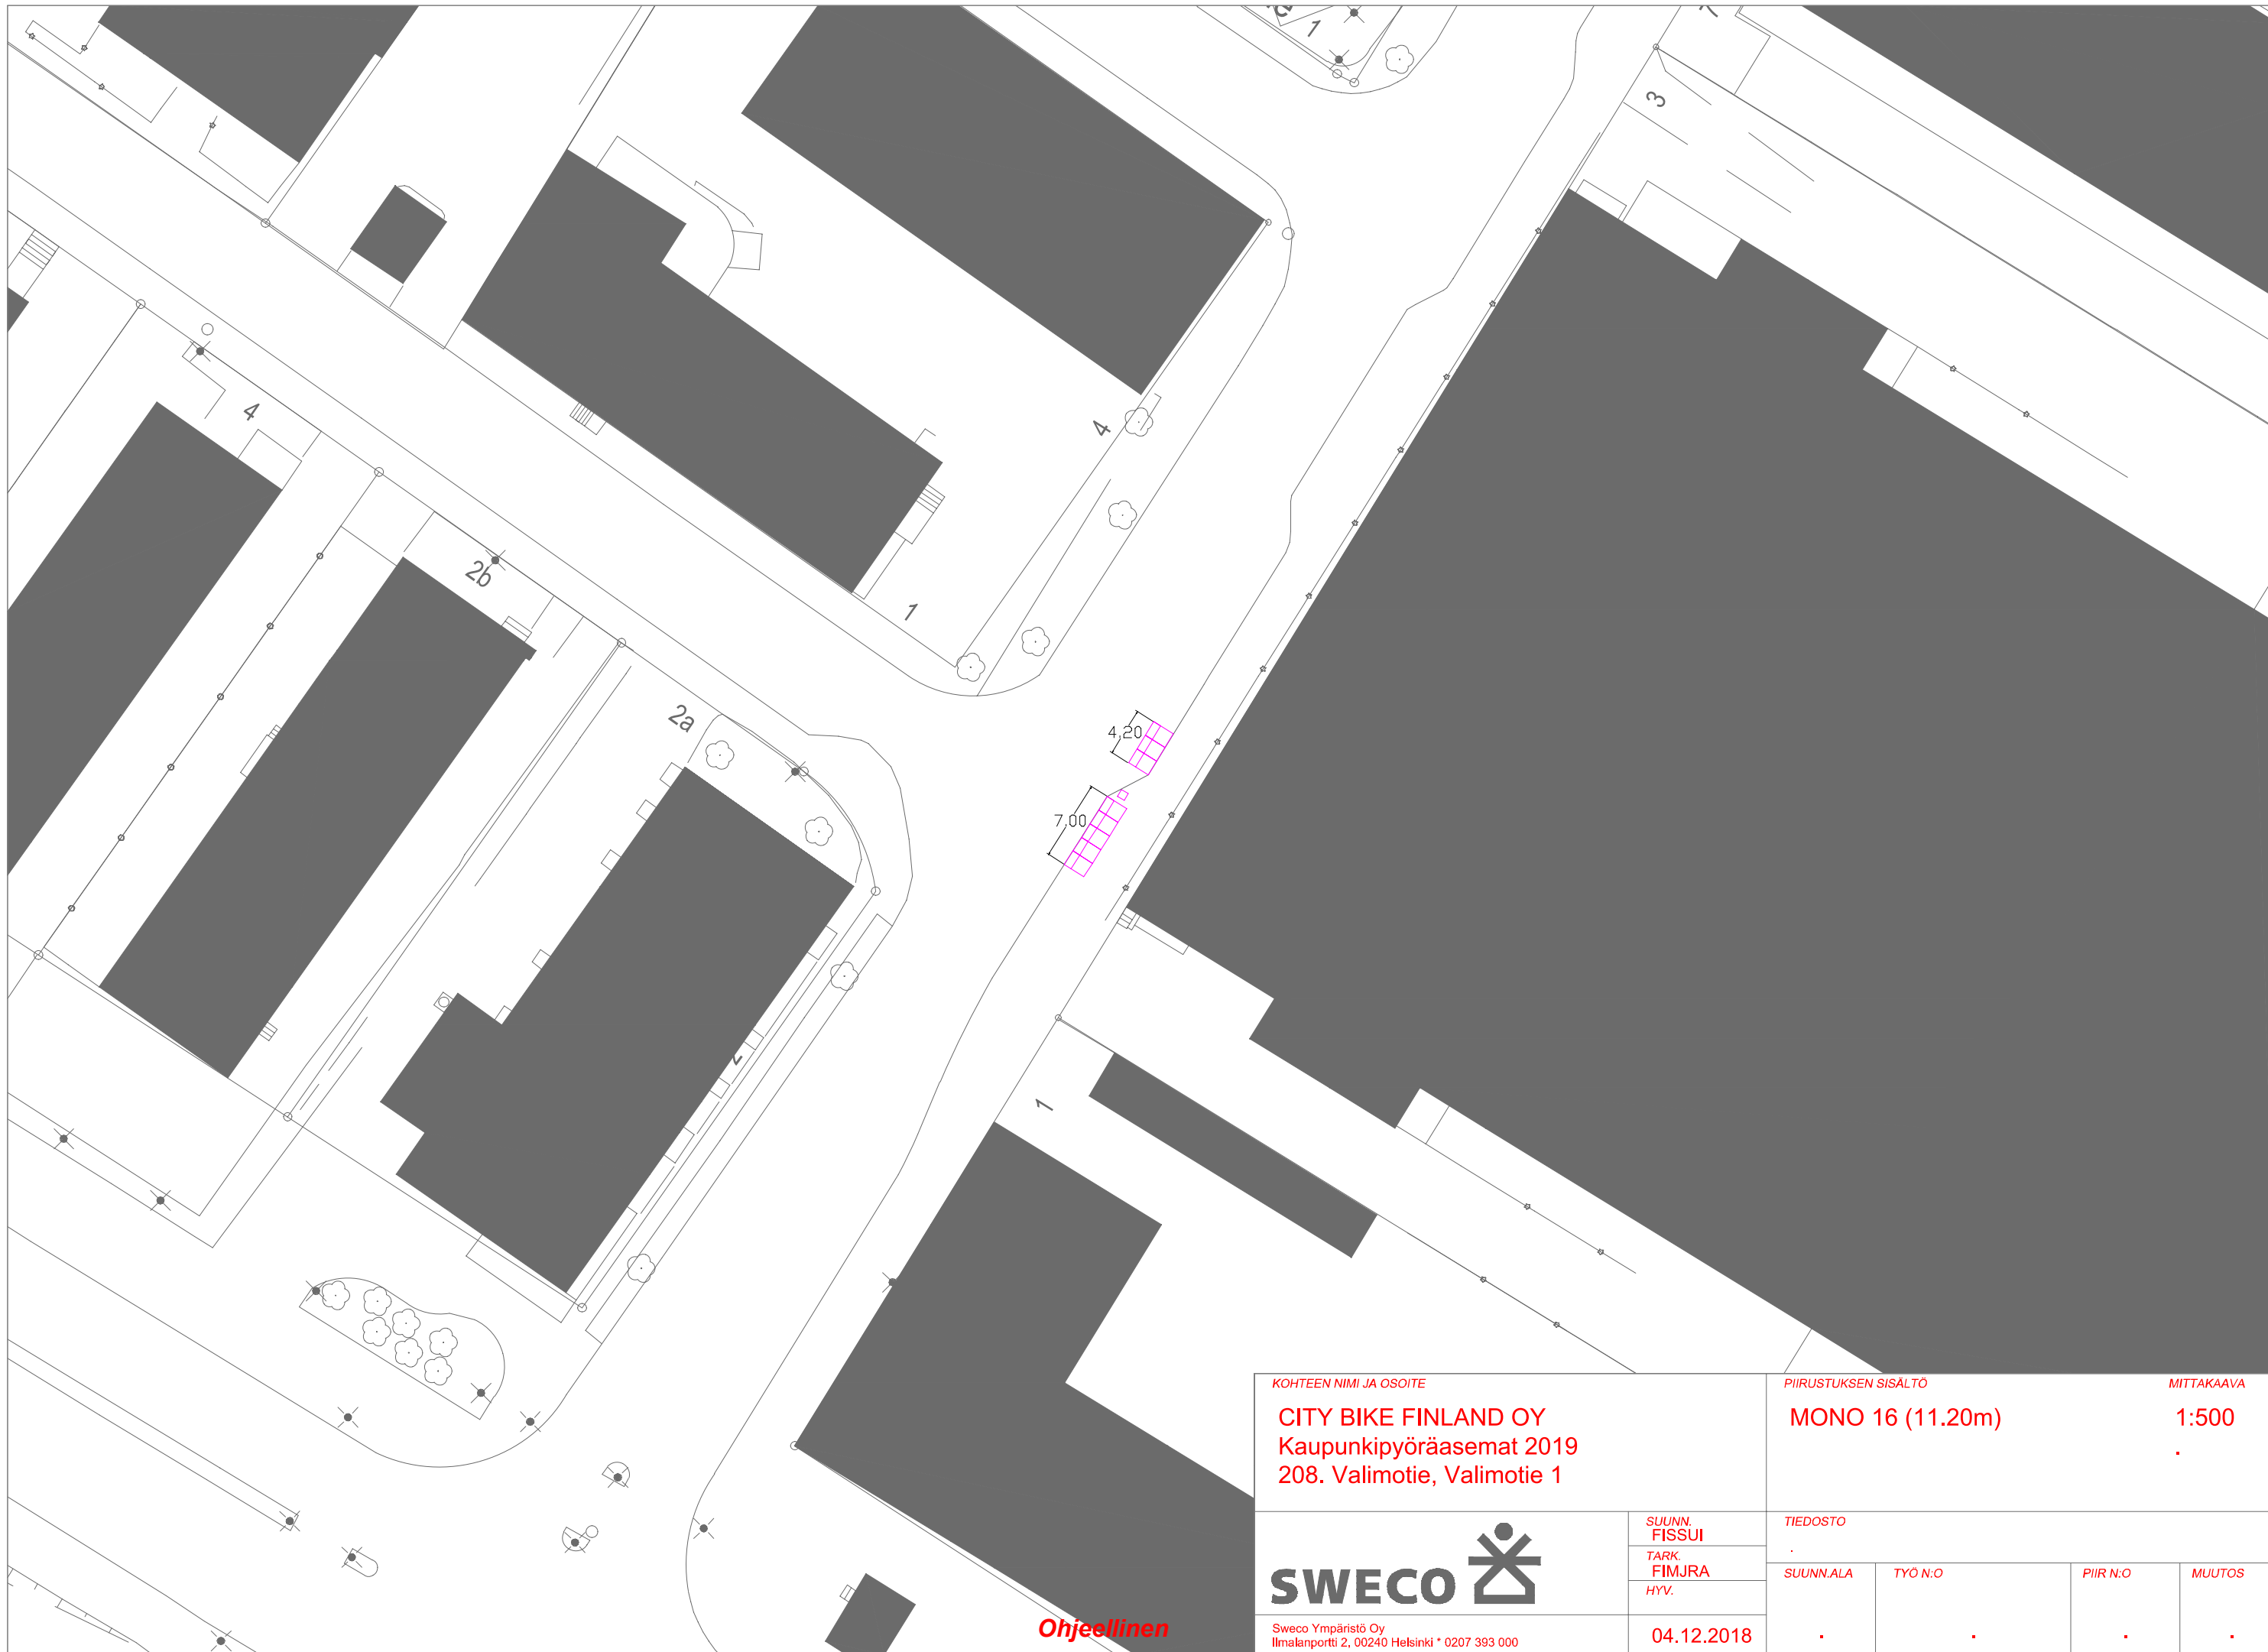 1
3
4
4
2b
1
2a
4,20
7,00
1
KOHTEEN NIMI JA OSOITE
CITY BIKE FINLAND OY
Kaupunkipyöräasemat 2019
208. Valimotie, Valimotie 1
PIIRUSTUKSEN SISÄLTÖ
MONO 16 (11.20m)
MITTAKAAVA
1:500
.
SWECO
SUUNN.
FISSUI
TARK.
FIMJRA
HYV.
TIEDOSTO
.
SUUNN.ALA
TYÖ N:O
PIIR N:O
MUUTOS
Sweco Ympäristö Oy
Ilmalanportti 2, 00240 Helsinki * 0207 393 000
04.12.2018
.
.
.
.
Ohjeellinen